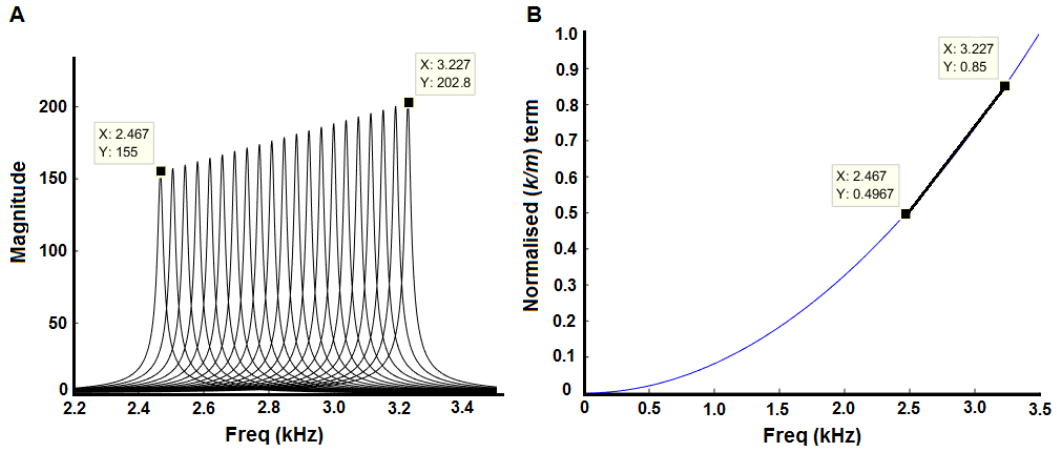 A
Magnitude
200
150
100
50
0
2.2
2.4
2.6
2.8
3.0
3.2
3.4
Freq (kHz)
X: 2.467
Y: 155
X: 3.227
Y: 202.8
B
Normalised (k/m) term
1.0
0.9
0.8
0.7
0.6
0.5
0.4
0.3
0.2
0.1
0
0
0.5
1.0
1.5
2.0
2.5
3.0
3.5
Freq (kHz)
X: 3.227
Y: 0.85
X: 2.467
Y: 0.4967